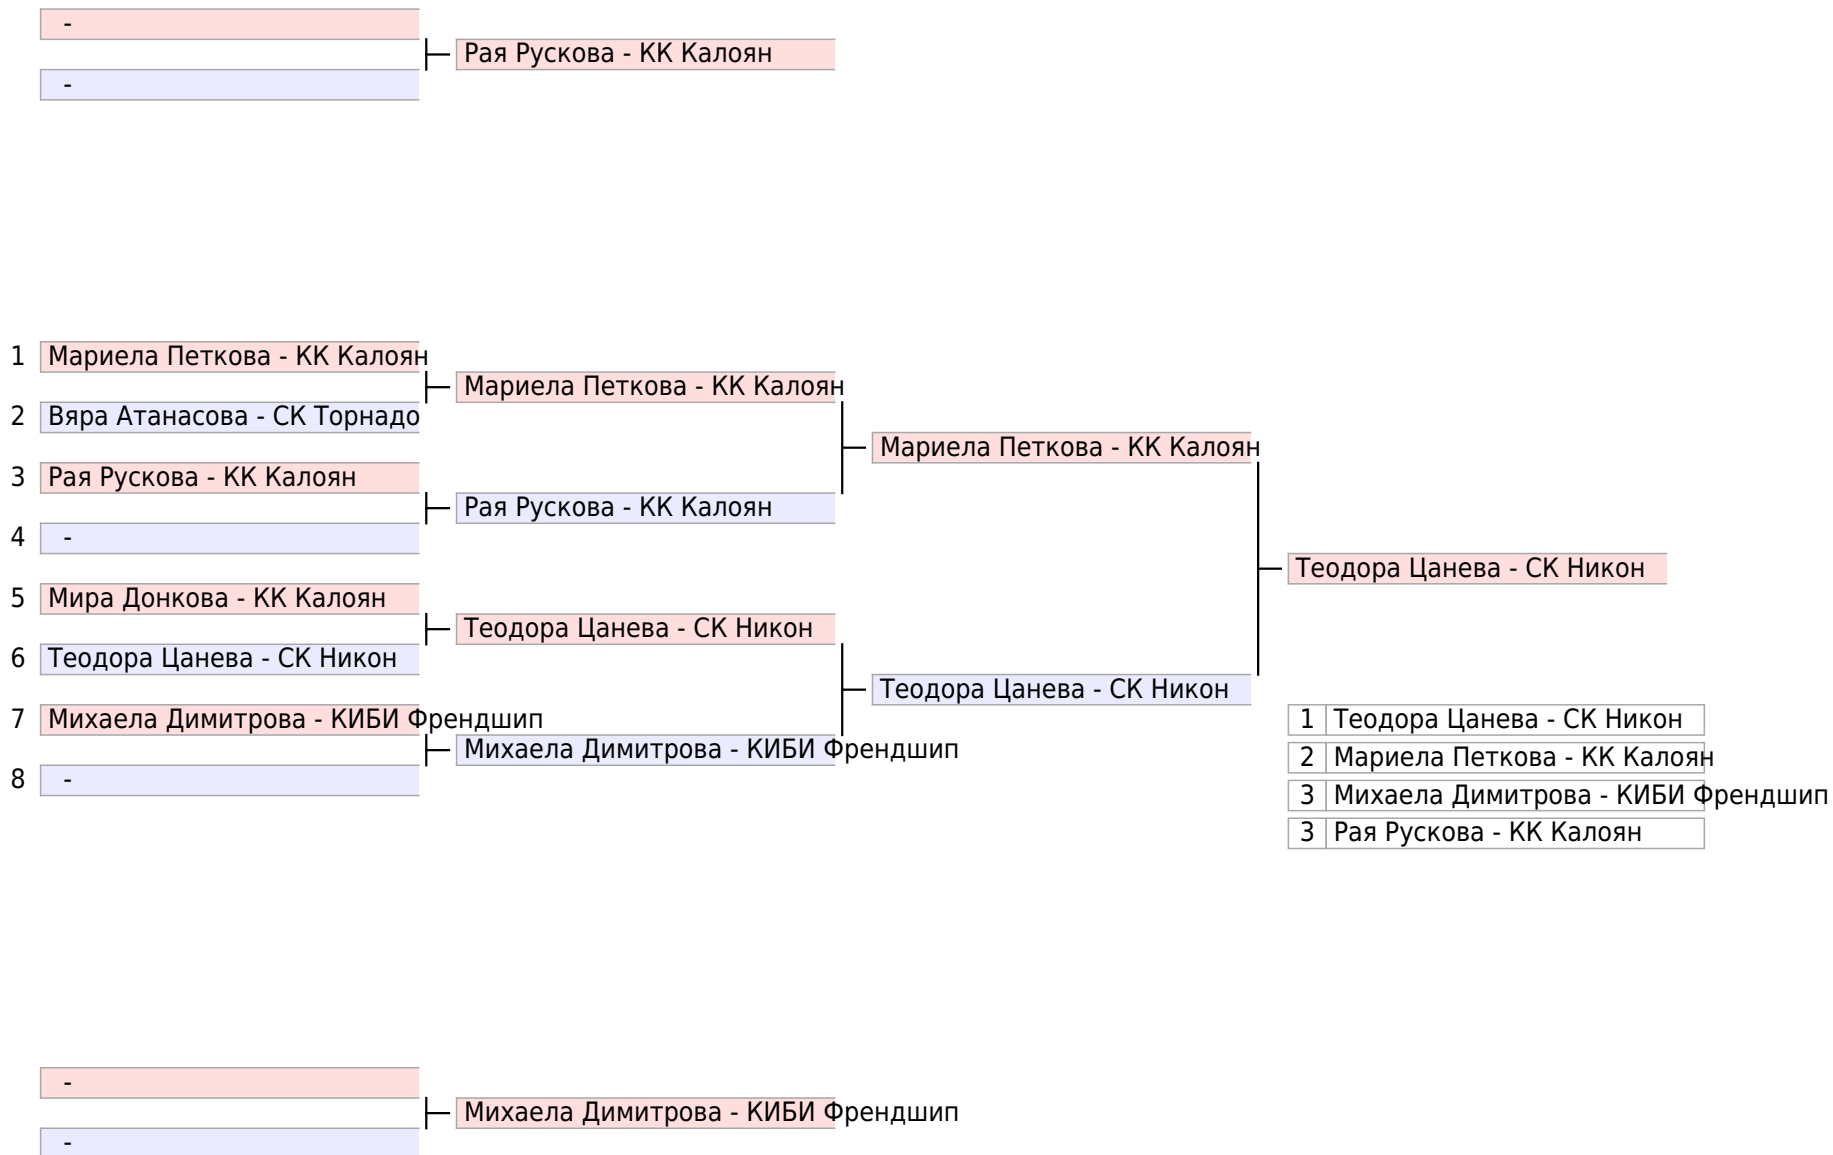 -
Рая Рускова - КК Калоян
-
1 Мариела Петкова - КК Калоян
Мариела Петкова - КК Калоян
2 Вяра Атанасова - СК Торнадо
Мариела Петкова - КК Калоян
3 Рая Рускова - КК Калоян
Рая Рускова - КК Калоян
4 -
Теодора Цанева - СК Никон
5 Мира Донкова - КК Калоян
Теодора Цанева - СК Никон
6 Теодора Цанева - СК Никон
Теодора Цанева - СК Никон
7 Михаела Димитрова - КИБИ Френдшип
Михаела Димитрова - КИБИ Френдшип
8 -
1 Теодора Цанева - СК Никон
2 Мариела Петкова - КК Калоян
3 Михаела Димитрова - КИБИ Френдшип
3 Рая Рускова - КК Калоян
-
Михаела Димитрова - КИБИ Френдшип
-